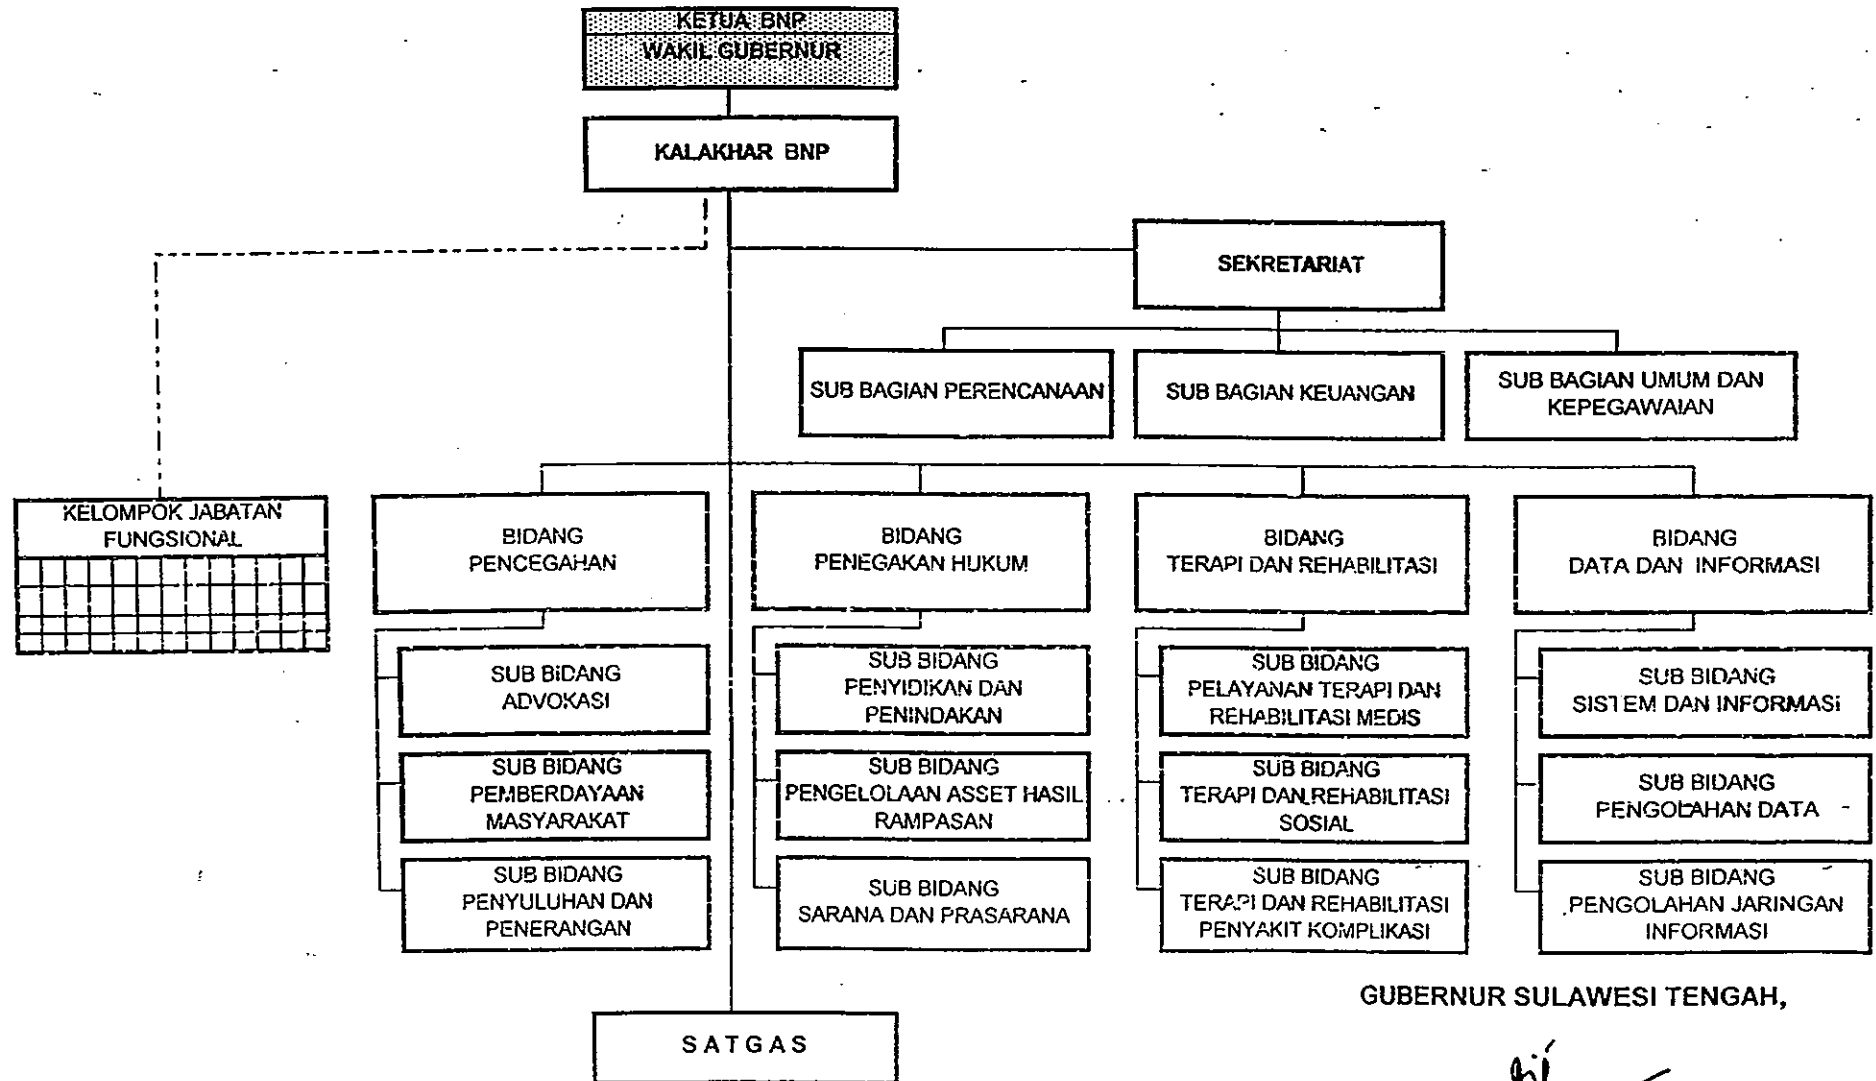 KETUA BNP
WAKIL GUBERNUR
KALAKHAR BNP
SEKRETARIAT
SUB BAGIAN PERENCANAAN
SUB BAGIAN KEUANGAN
SUB BAGIAN UMUM DAN
KEPEGAWAIAN
KELOMPOK JABATAN
FUNGSIONAL
BIDANG
PENCEGAHAN
BIDANG
PENEGAKAN HUKUM
BIDANG
TERAPI DAN REHABILITASI
BIDANG
DATA DAN INFORMASI
SUB BIDANG
ADVOKASI
SUB BIDANG
PENYIDIKAN DAN
PENINDAKAN
SUB BIDANG
PELAYANAN TERAPI DAN
REHABILITASI MEDIS
SUB BIDANG
SISTEM DAN INFORMASI
SUB BIDANG
PEMBERDAYAAN
MASYARAKAT
SUB BIDANG
PENGELOLAAN ASSET HASIL
RAMPASAN
SUB BIDANG
TERAPI DAN REHABILITASI
SOSIAL
SUB BIDANG
PENGOLAHAN DATA
SUB BIDANG
PENYULUHAN DAN
PENERANGAN
SUB BIDANG
SARANA DAN PRASARANA
SUB BIDANG
TERAPI DAN REHABILITASI
PENYAKIT KOMPLIKASI
SUB BIDANG
PENGOLAHAN JARINGAN
INFORMASI
GUBERNUR SULAWESI TENGAH,
SATGAS